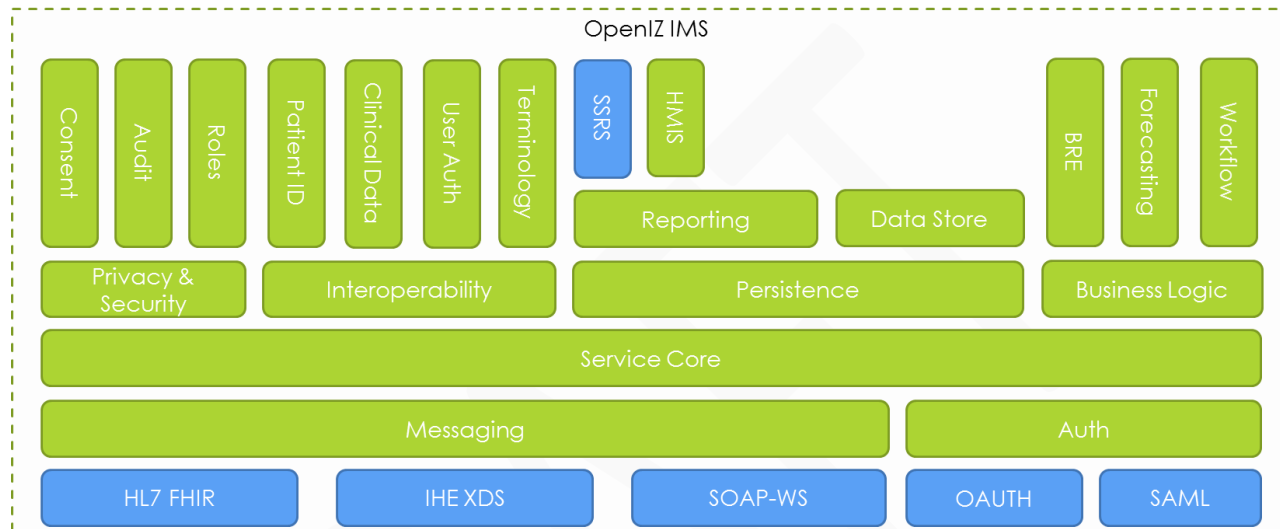 OpenIZ IMS
Consent
Audit
Roles
Patient ID
Clinical Data
User Auth
Terminology
SSRS
HMIS
BRE
Forecasting
Workflow
Reporting
Data Store
Privacy &
Security
Interoperability
Persistence
Business Logic
Service Core
Messaging
Auth
HL7 FHIR
IHE XDS
SOAP-WS
OAUTH
SAML